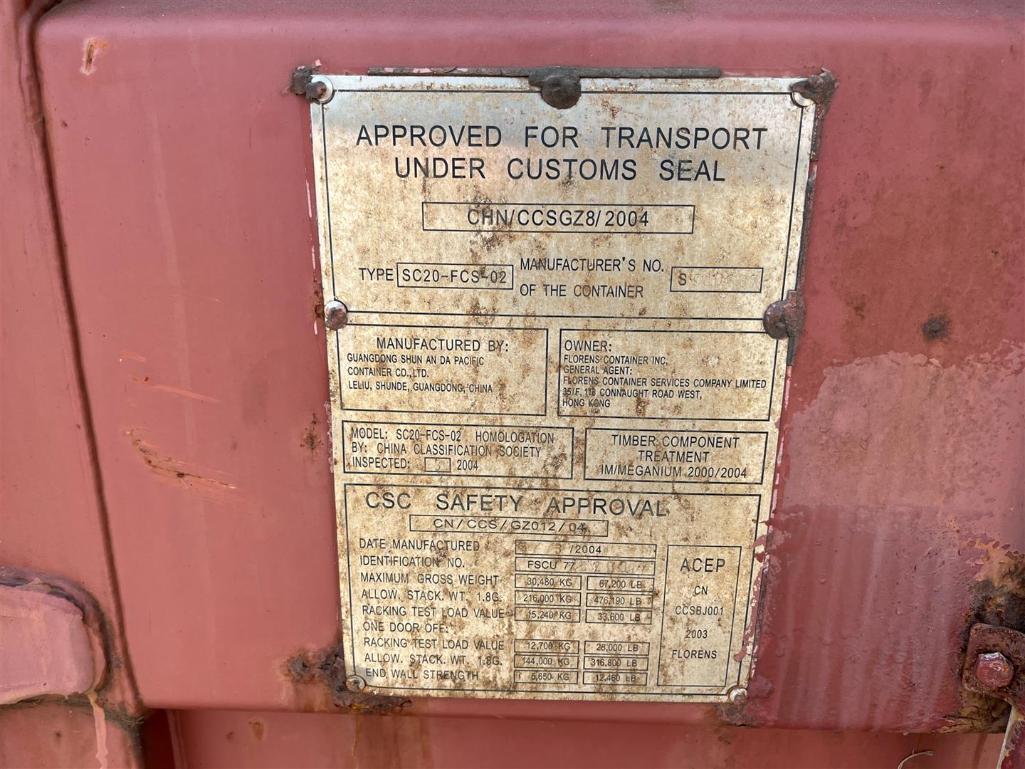 APPROVED FOR TRANSPORT
UNDER CUSTOMS SEAL
CHN/CCSGZ8/2004
TYPE SC20-FCS-02 MANUFACTURER'S NO. OF THE CONTAINER S
MANUFACTURED BY:
GUANGDONG SHUN AN DA PACIFIC
CONTAINER CO.,LTD.
LELIU, SHUNDE, GUANGDONG, CHINA
OWNER:
FLORENS CONTAINER INC.
GENERAL AGENT:
FLORENS CONTAINER SERVICES COMPANY LIMITED
35/F, 118 CONNAUGHT ROAD WEST,
HONG KONG
MODEL: SC20-FCS-02 HOMOLOGATION
BY: CHINA CLASSIFICATION SOCIETY
INSPECTED: 2004
TIMBER COMPONENT
TREATMENT
IM/MEGANIUM 2000/2004
CSC SAFETY APPROVAL
CN/CCS/GZ012/04
DATE MANUFACTURED /2004
IDENTIFICATION NO. FSCU 77
MAXIMUM GROSS WEIGHT 30,480 KG 67,200 LB
ALLOW. STACK. WT. 1.8G. 216,000 KG 476,190 LB
RACKING TEST LOAD VALUE 15,240 KG 33,600 LB
ONE DOOR OFF:
RACKING TEST LOAD VALUE 12,700 KG 28,000 LB
ALLOW. STACK. WT. 1.8G. 144,000 KG 316,800 LB
END WALL STRENGTH 5,650 KG 12,460 LB
ACEP
CN
CCSBJ001
2003
FLORENS